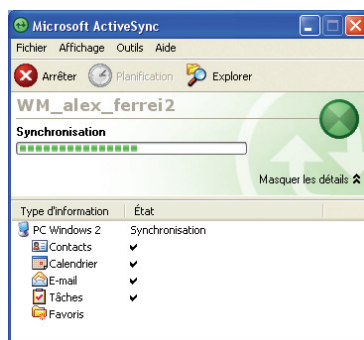 Microsoft ActiveSync
Fichier Affichage Outils Aide
Arrêter Planification Explorer
WM_alex_ferrei2
Synchronisation
Masquer les détails
Type d'information État
PC Windows 2 Synchronisation
Contacts
Calendrier
E-mail
Tâches
Favoris